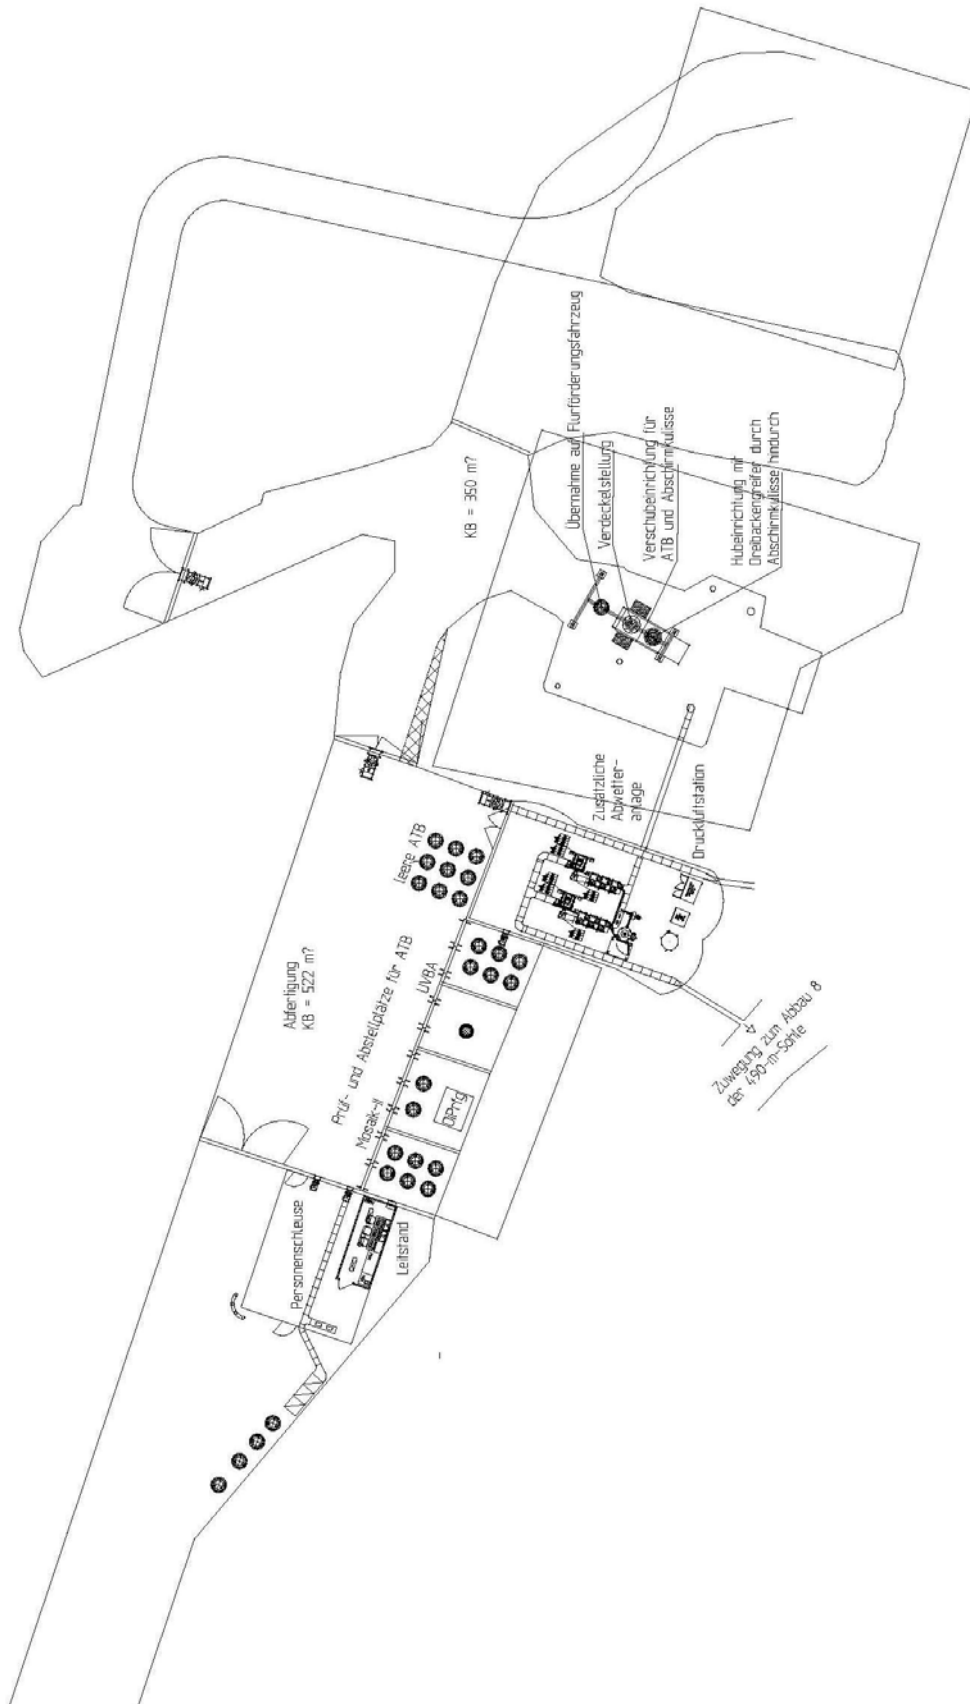 Übernahme auf Flurförderungsfahrzeug
Verdeckelstellung
Verschubeinrichtung für
ATB und Abschirmkulisse
Hubeinrichtung mit
Dreibackengreifer durch
Abschirmkulisse hindurch
KB = 350 m?
Zusätzliche
Abwetter-
anlage
Druckluftstation
leere ATB
Abfertigung
KB = 522 m?
Prüf- und Abstellplätze für ATB
UVBA
Mosaik-II
Zuwegung zum Abbau 8
der 490-m-Sohle
Personenschleuse
Leitstand